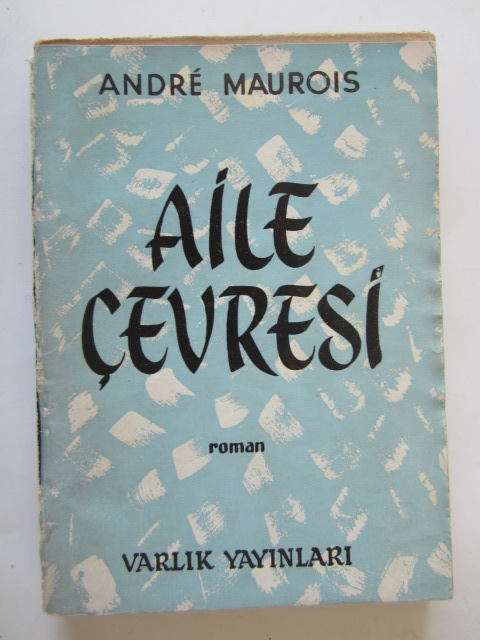 ANDRÉ MAUROIS
AİLE
ÇEVRESİ
roman
VARLIK YAYINLARI